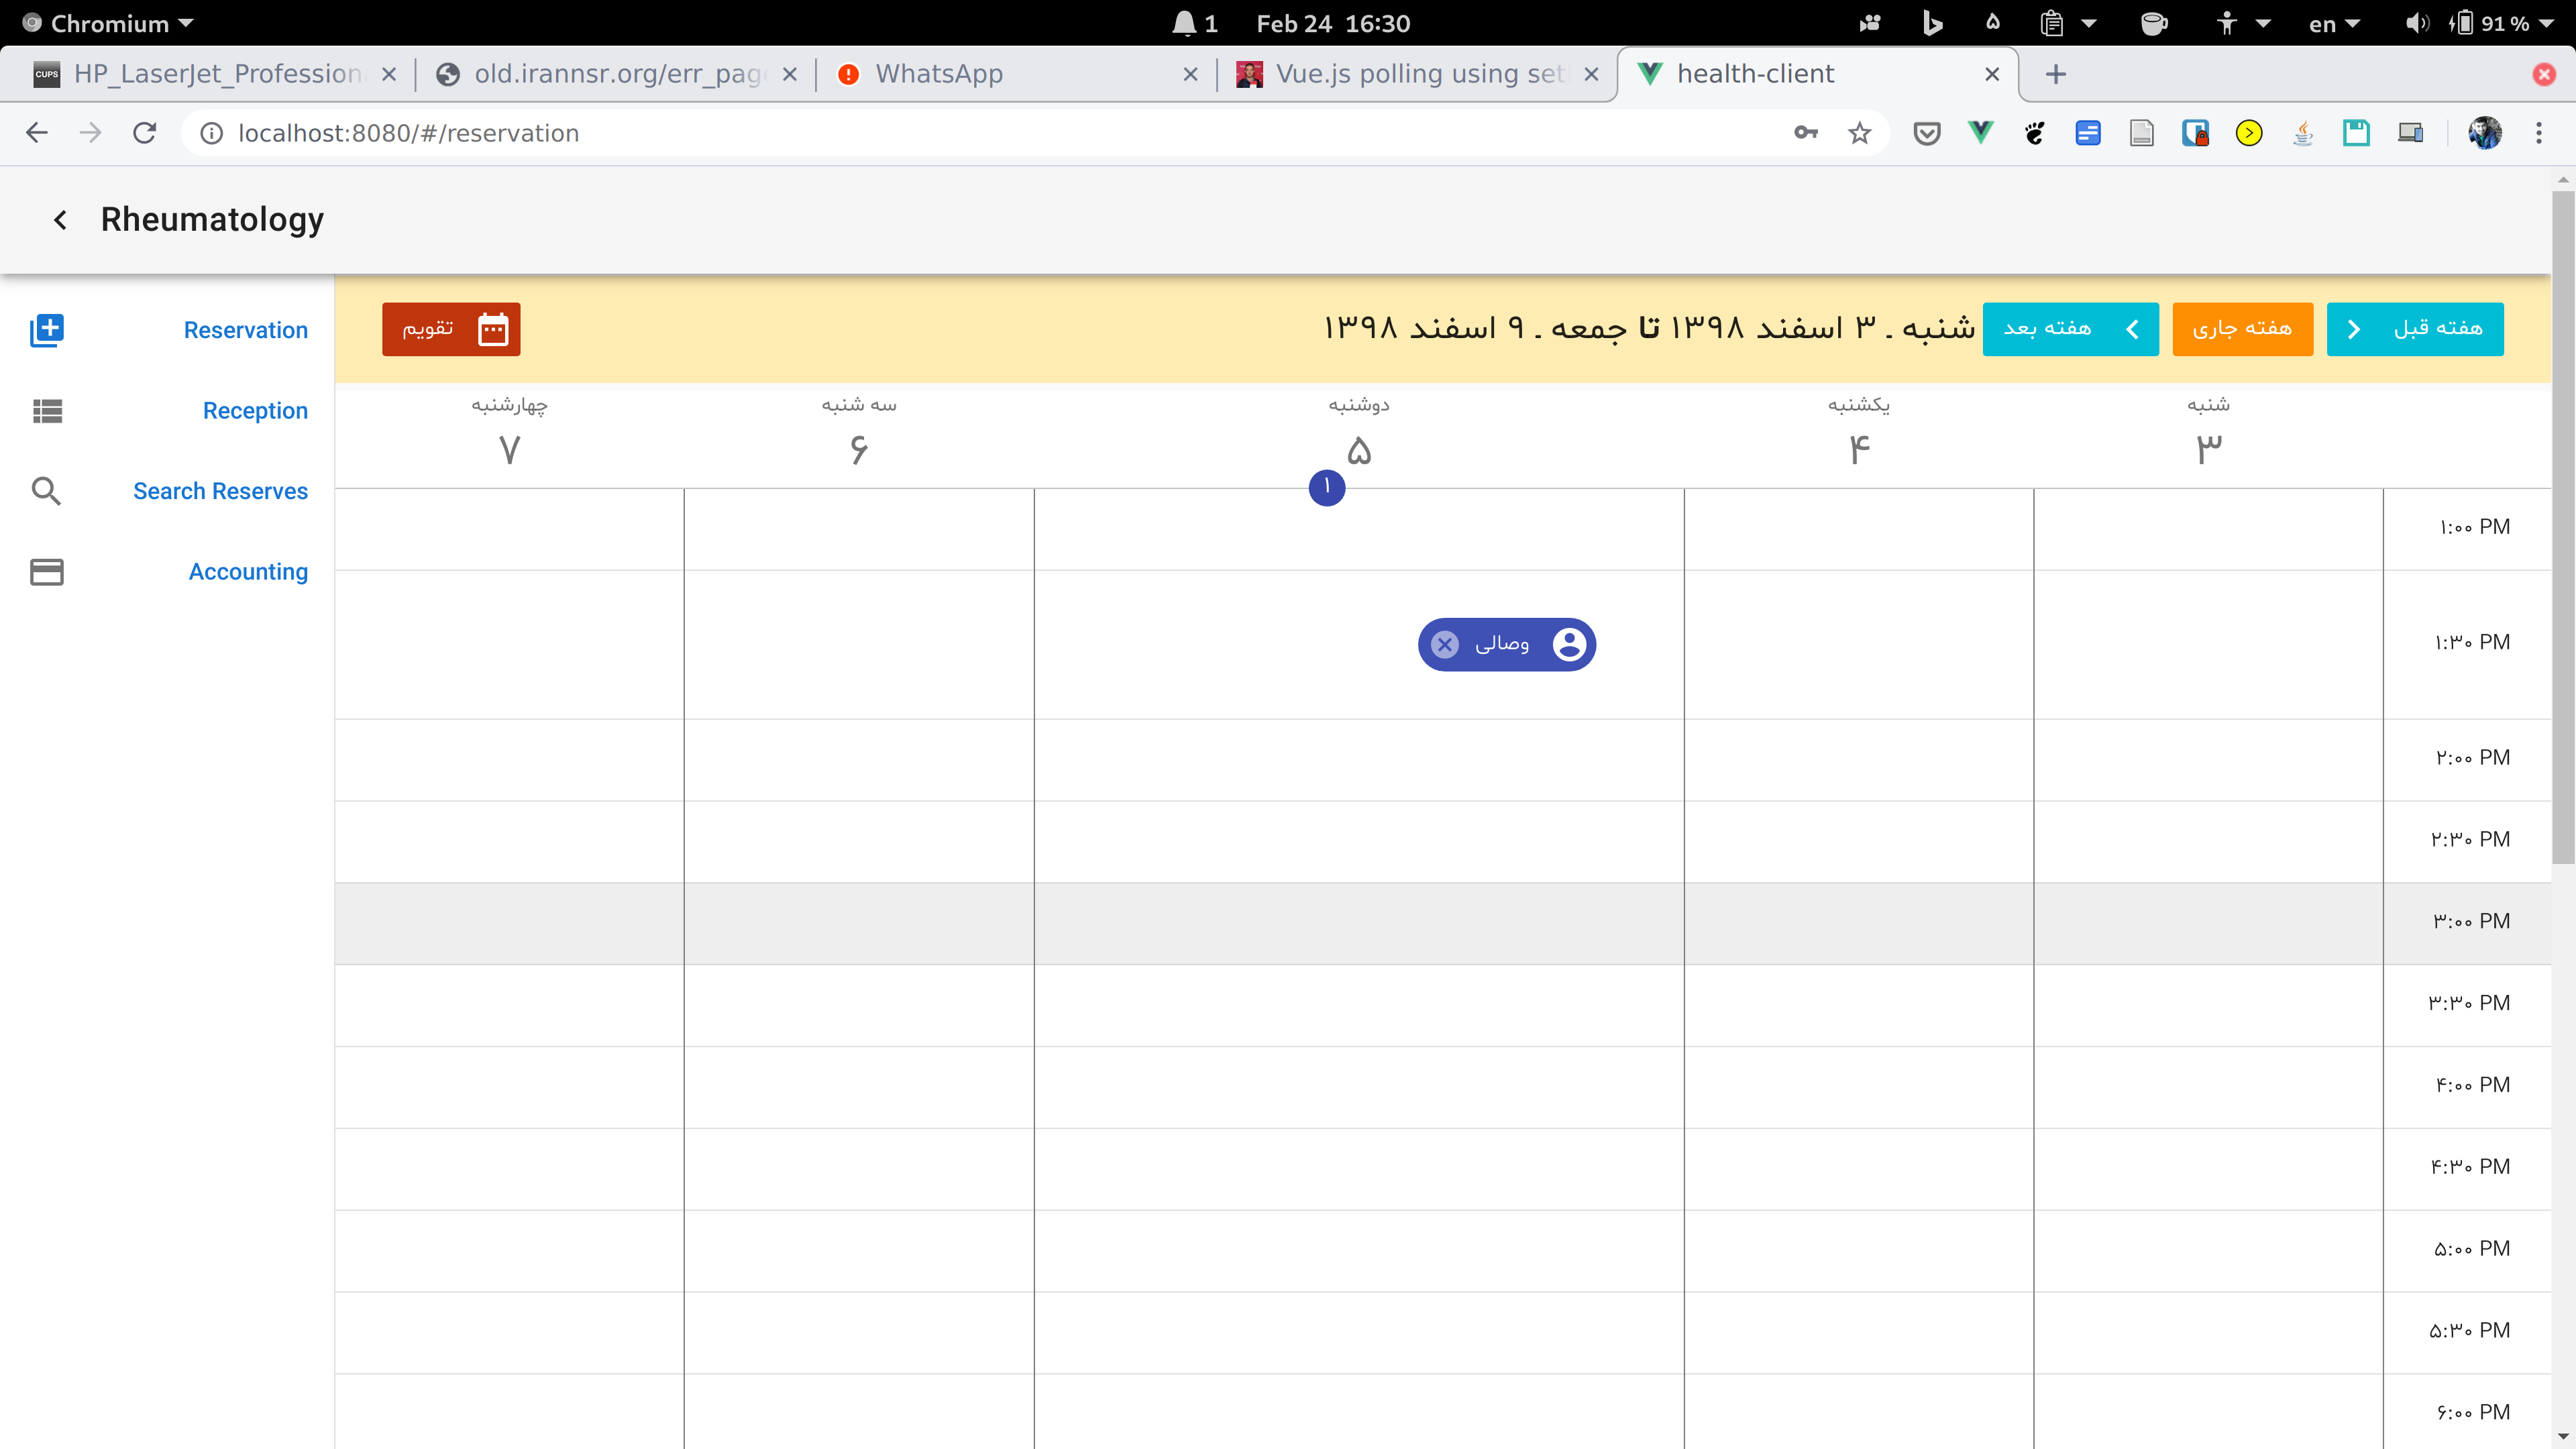 Chromium
1
Feb 24 16:30
۵
en
91 %
CUPS HP_LaserJet_Profession
old.irannsr.org/err_pag
WhatsApp
Vue.js polling using set
health-client
localhost:8080/#/reservation
Rheumatology
Reservation
Reception
Search Reserves
Accounting
هفته قبل
هفته جاری
هفته بعد
شنبه ـ ۳ اسفند ۱۳۹۸ تا جمعه ـ ۹ اسفند ۱۳۹۸
تقویم
شنبه
۳
یکشنبه
۴
دوشنبه
۵
۱
سه شنبه
۶
چهارشنبه
۷
۱:۰۰ PM
۱:۳۰ PM
وصالی
۲:۰۰ PM
۲:۳۰ PM
۳:۰۰ PM
۳:۳۰ PM
۴:۰۰ PM
۴:۳۰ PM
۵:۰۰ PM
۵:۳۰ PM
۶:۰۰ PM